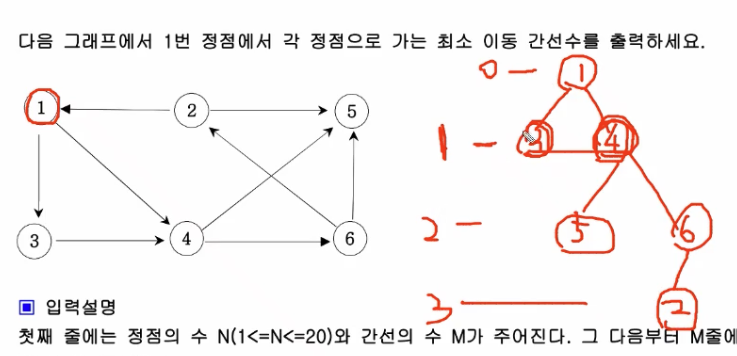 다음 그래프에서 1번 정점에서 각 정점으로 가는 최소 이동 간선수를 출력하세요.
0 — 1
1 2 5
1 — 3 4
3 4 6
2 — 5 6
3 — 2
▣ 입력설명
첫째 줄에는 정점의 수 N(1<=N<=20)와 간선의 수 M가 주어진다. 그 다음부터 M줄에